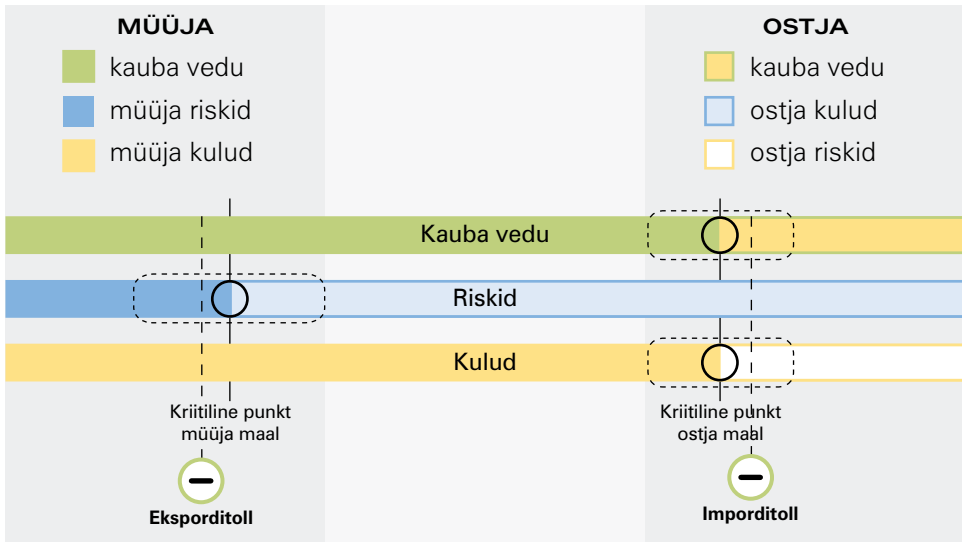 MÜÜJA
kauba vedu
müüja riskid
müüja kulud
OSTJA
kauba vedu
ostja kulud
ostja riskid
Kauba vedu
Riskid
Kulud
Kriitiline punkt
müüja maal
Kriitiline punkt
ostja maal
Eksporditoll
Imporditoll